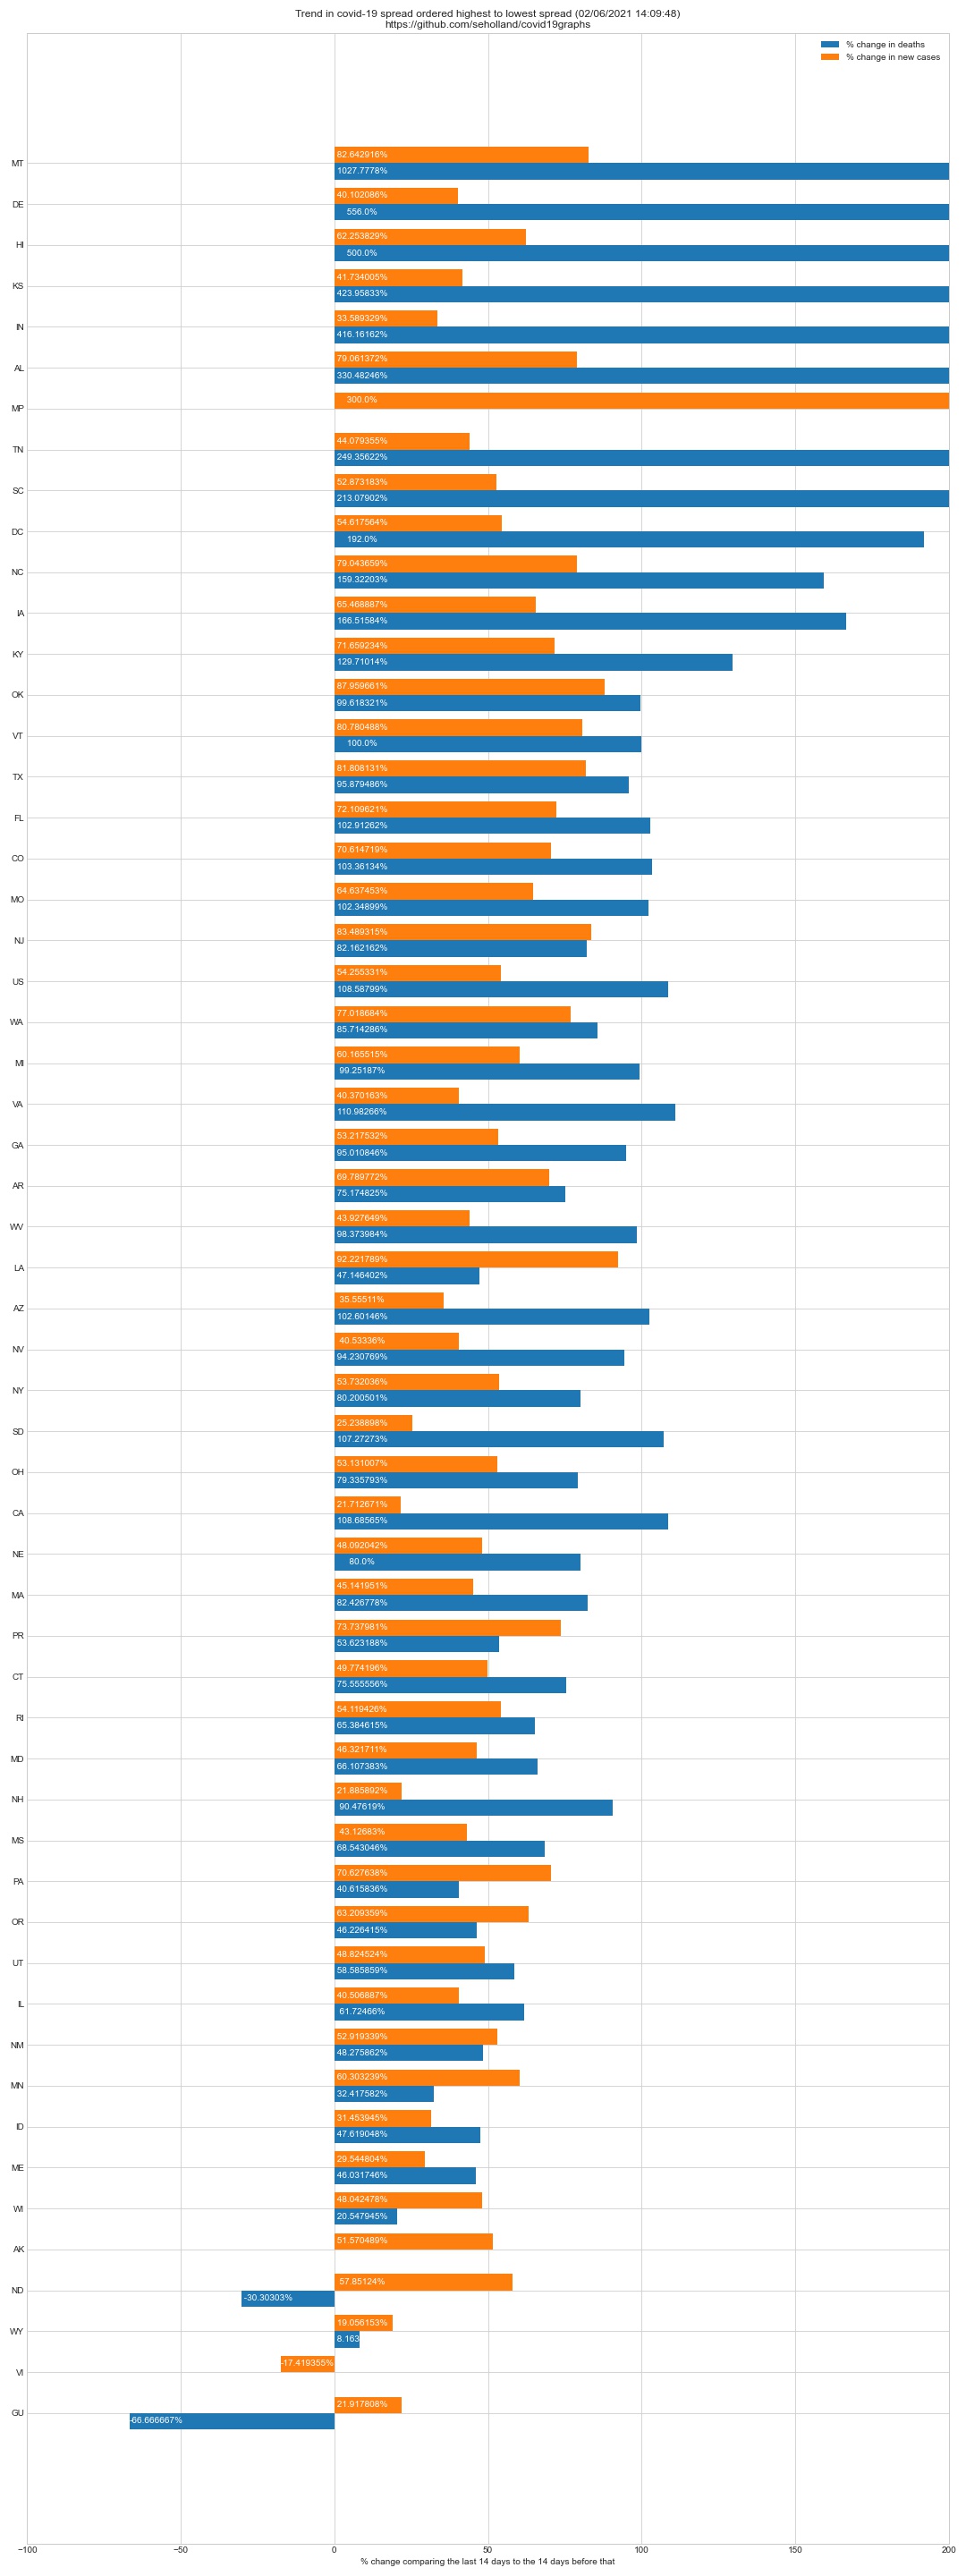 Trend in covid-19 spread ordered highest to lowest spread (02/06/2021 14:09:48)
https://github.com/seholland/covid19graphs
% change in deaths
% change in new cases
82.642916%
MT
1027.7778%
40.102086%
DE
556.0%
62.253829%
HI
500.0%
41.734005%
KS
423.95833%
33.589329%
IN
416.16162%
79.061372%
AL
330.48246%
300.0%
MP
44.079355%
TN
249.35622%
52.873183%
SC
213.07902%
54.617564%
DC
192.0%
79.043659%
NC
159.32203%
65.468887%
IA
166.51584%
71.659234%
KY
129.71014%
87.959661%
OK
99.618321%
80.780488%
VT
100.0%
81.808131%
TX
95.879486%
72.109621%
FL
102.91262%
70.614719%
CO
103.36134%
64.637453%
MO
102.34899%
83.489315%
NJ
82.162162%
54.255331%
US
108.58799%
77.018684%
WA
85.714286%
60.165515%
MI
99.25187%
40.370163%
VA
110.98266%
53.217532%
GA
95.010846%
69.789772%
AR
75.174825%
43.927649%
WV
98.373984%
92.221789%
LA
47.146402%
35.55511%
AZ
102.60146%
40.53336%
NV
94.230769%
53.732036%
NY
80.200501%
25.238898%
SD
107.27273%
53.131007%
OH
79.335793%
21.712671%
CA
108.68565%
48.092042%
NE
80.0%
45.141951%
MA
82.426778%
73.737981%
PR
53.623188%
49.774196%
CT
75.555556%
54.119426%
RI
65.384615%
46.321711%
MD
66.107383%
21.885892%
NH
90.47619%
43.12683%
MS
68.543046%
70.627638%
PA
40.615836%
63.209359%
OR
46.226415%
48.824524%
UT
58.585859%
40.506887%
IL
61.72466%
52.919339%
NM
48.275862%
60.303239%
MN
32.417582%
31.453945%
ID
47.619048%
29.544804%
ME
46.031746%
48.042478%
WI
20.547945%
51.570489%
AK
57.85124%
ND
-30.30303%
19.056153%
WY
8.163
-17.419355%
VI
21.917808%
GU
-66.666667%
−100 −50 0 50 100 150 200
% change comparing the last 14 days to the 14 days before that